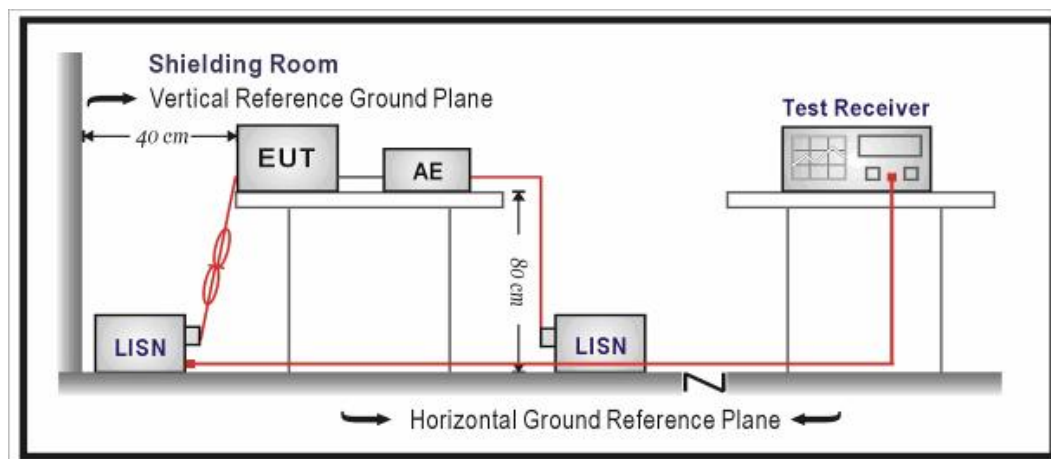 Shielding Room
Vertical Reference Ground Plane
Test Receiver
40 cm
EUT
AE
80 cm
LISN
LISN
Horizontal Ground Reference Plane